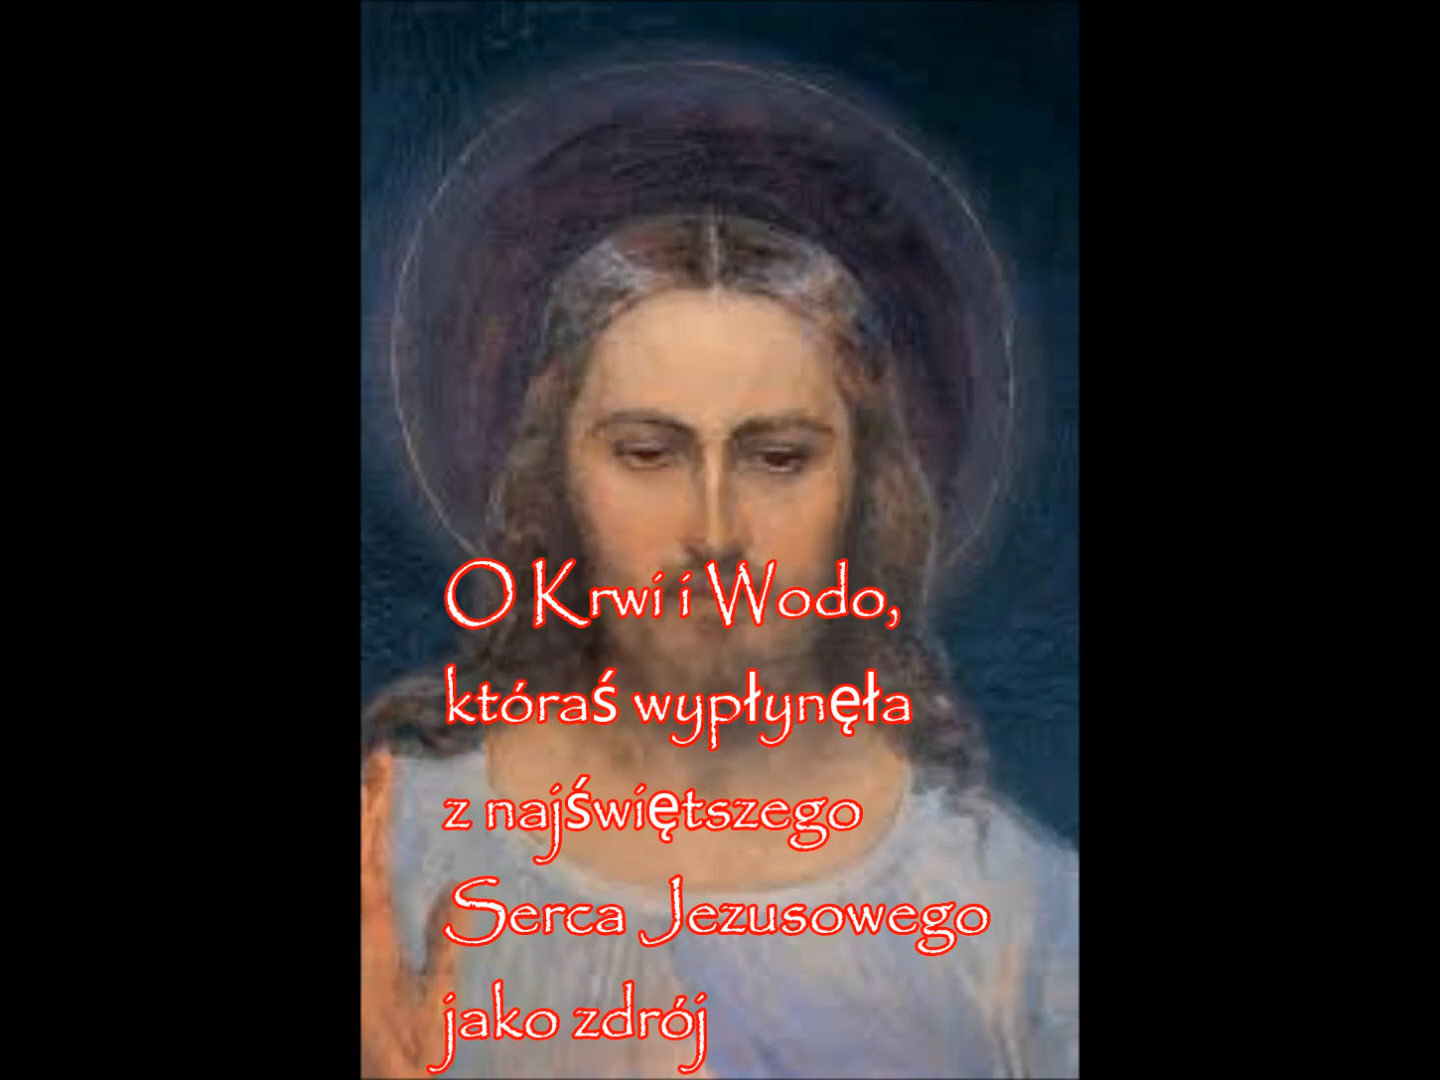 O Krwi i Wodo,
któraś wypłynęła
z najświętszego
Serca Jezusowego
jako zdrój